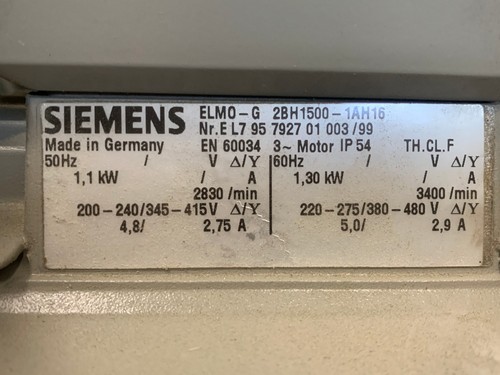 SIEMENS ELMO-G 2BH1500-1AH16
Nr.E L7 95 7927 01 003/99
Made in Germany EN 60034 3~ Motor IP 54 TH.CL.F
50Hz / V Δ/Y 60Hz / V Δ/Y
1,1 kW / A 1,30 kW / A
2830 /min 3400 /min
200-240/345-415V Δ/Y 220-275/380-480 V Δ/Y
4,8/ 2,75 A 5,0/ 2,9 A